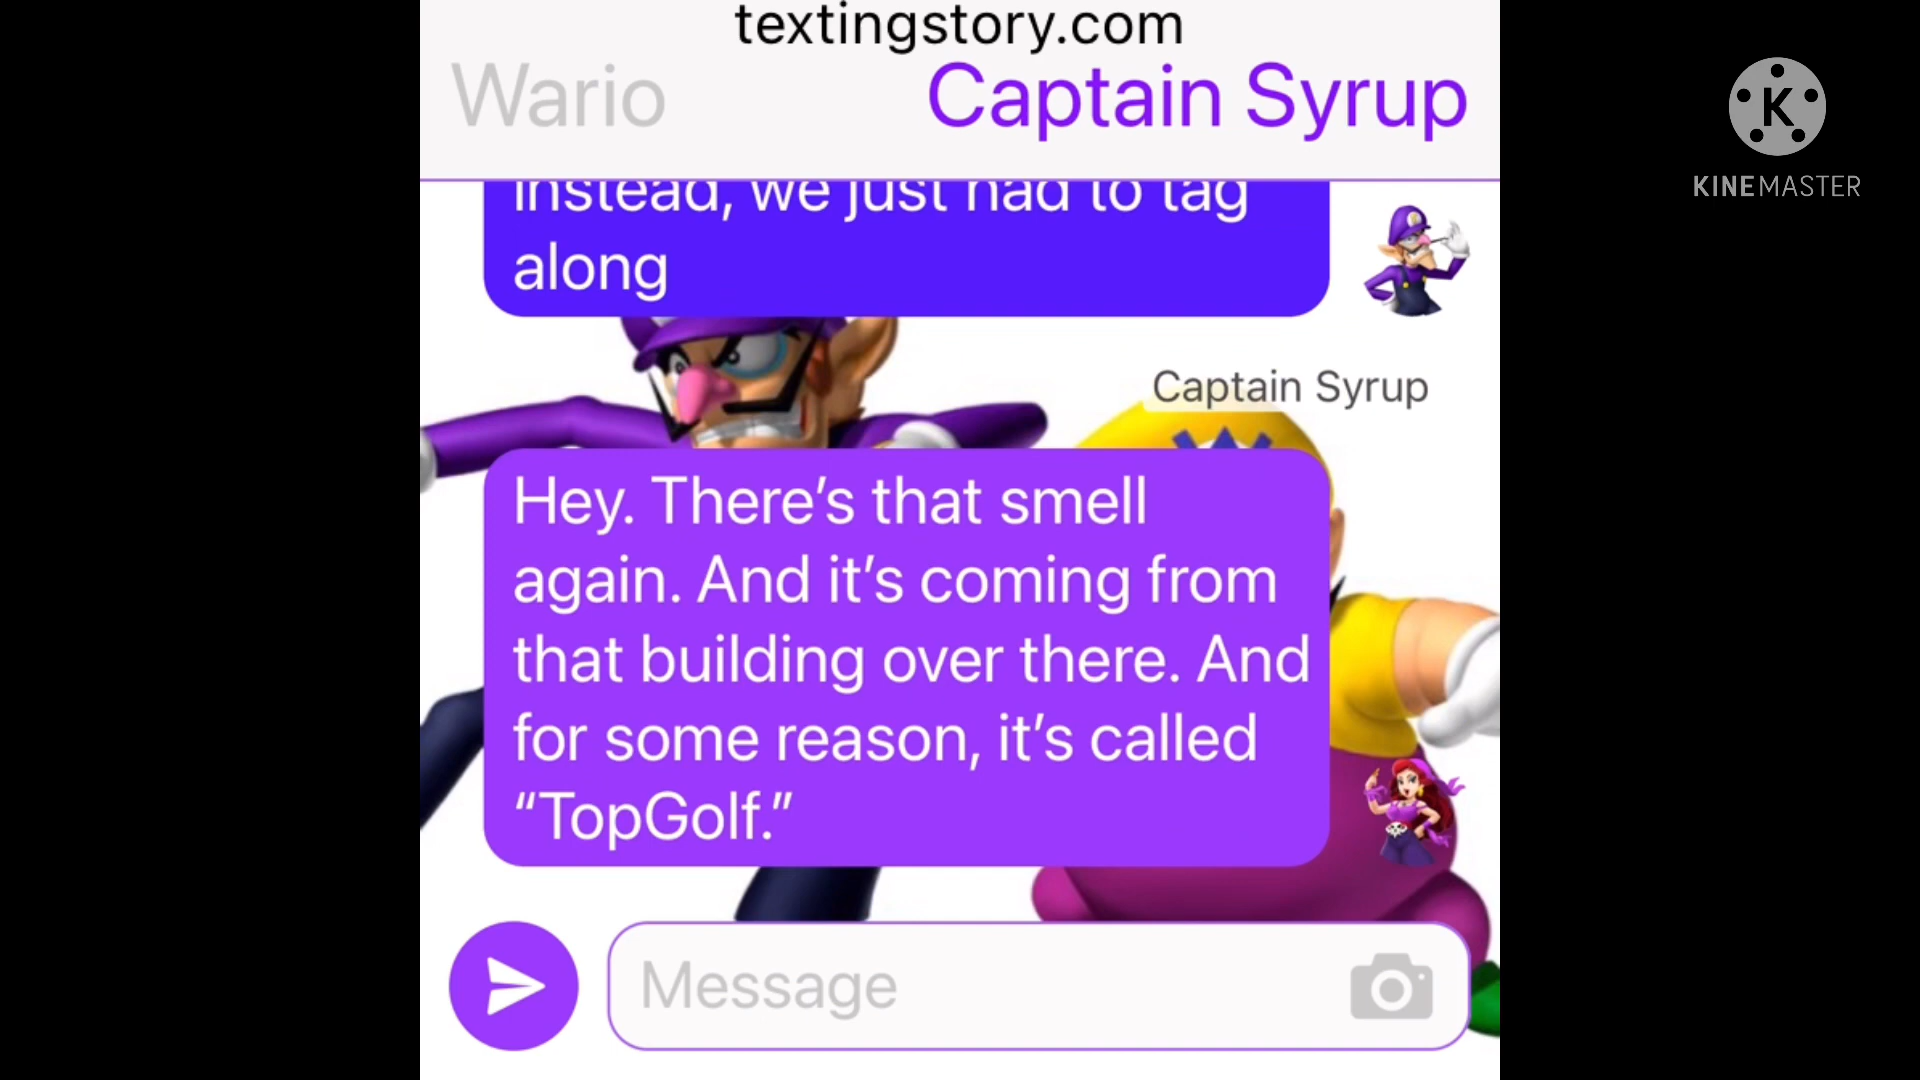 textingstory.com
Wario Captain Syrup
instead, we just had to tag
along
Captain Syrup
Hey. There’s that smell
again. And it’s coming from
that building over there. And
for some reason, it’s called
“TopGolf.”
Message
K
KINEMASTER